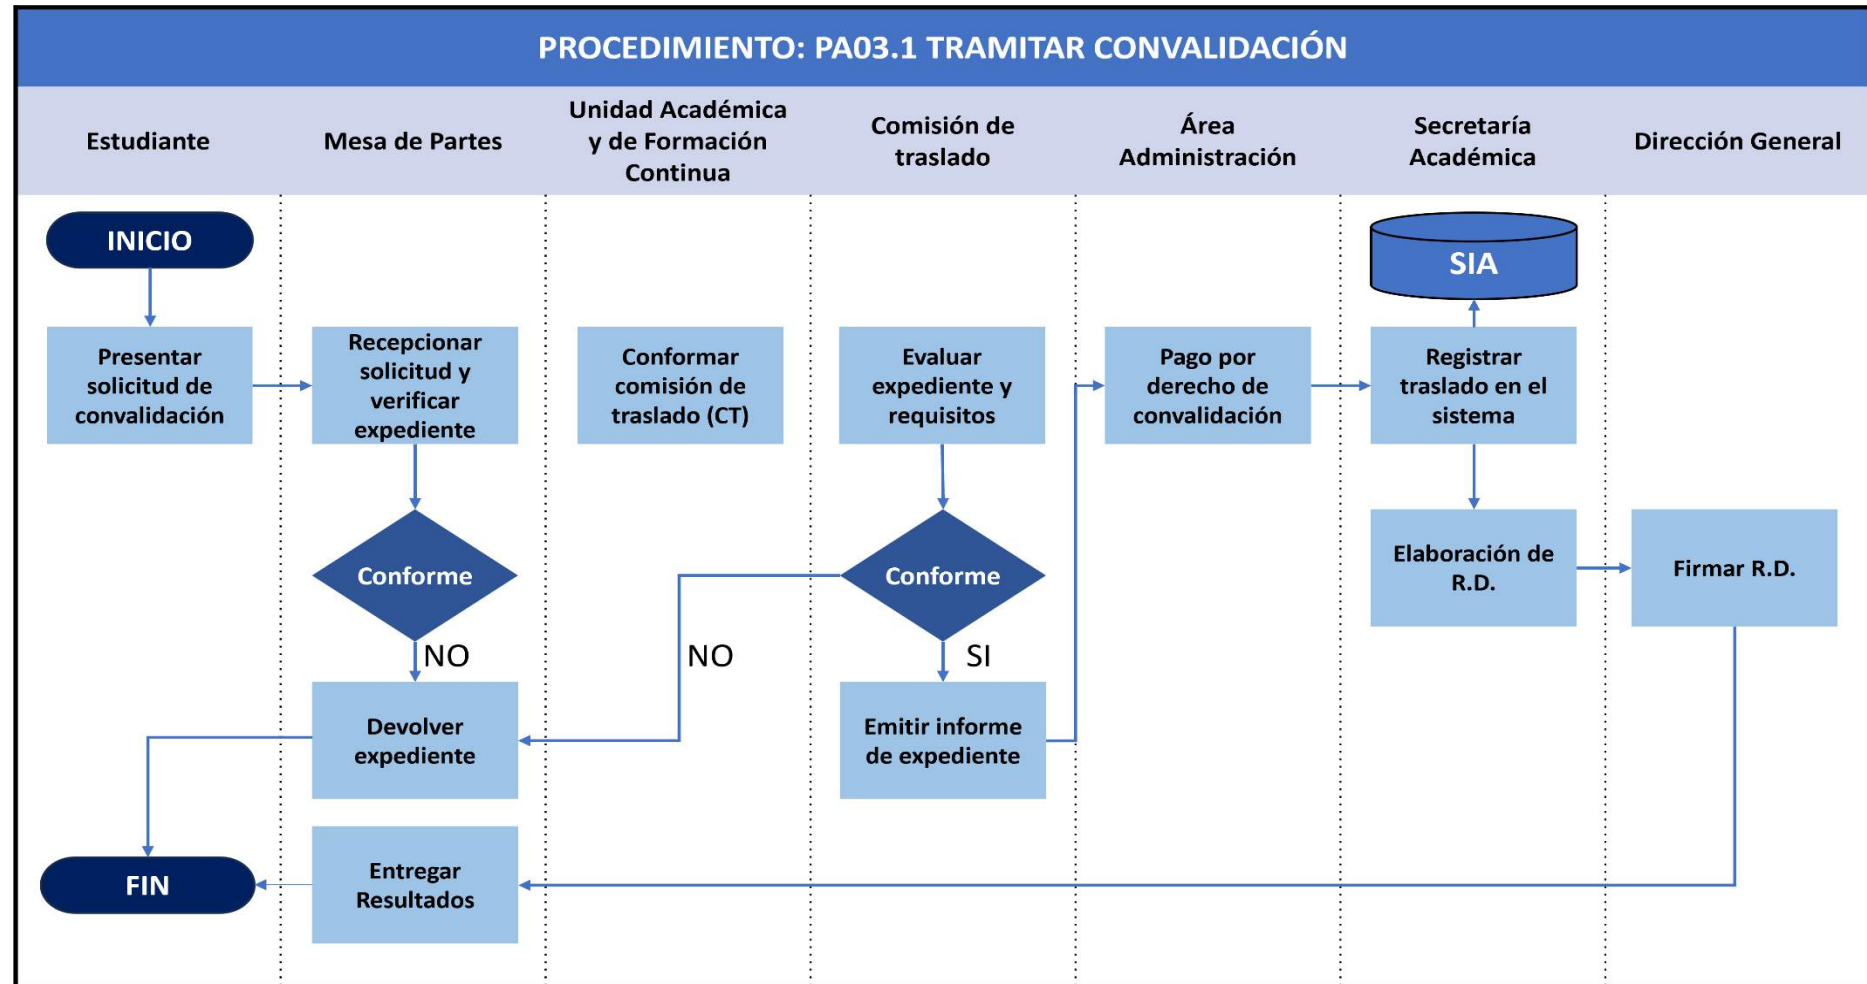 PROCEDIMIENTO: PA03.1 TRAMITAR CONVALIDACIÓN
Estudiante
Mesa de Partes
Unidad Académica
y de Formación
Continua
Comisión de
traslado
Área
Administración
Secretaría
Académica
Dirección General
INICIO
SIA
Presentar
solicitud de
convalidación
Recepcionar
solicitud y
verificar
expediente
Conformar
comisión de
traslado (CT)
Evaluar
expediente y
requisitos
Pago por
derecho de
convalidación
Registrar
traslado en el
sistema
Conforme
Conforme
Elaboración de
R.D.
Firmar R.D.
NO
NO
SI
Devolver
expediente
Emitir informe
de expediente
FIN
Entregar
Resultados